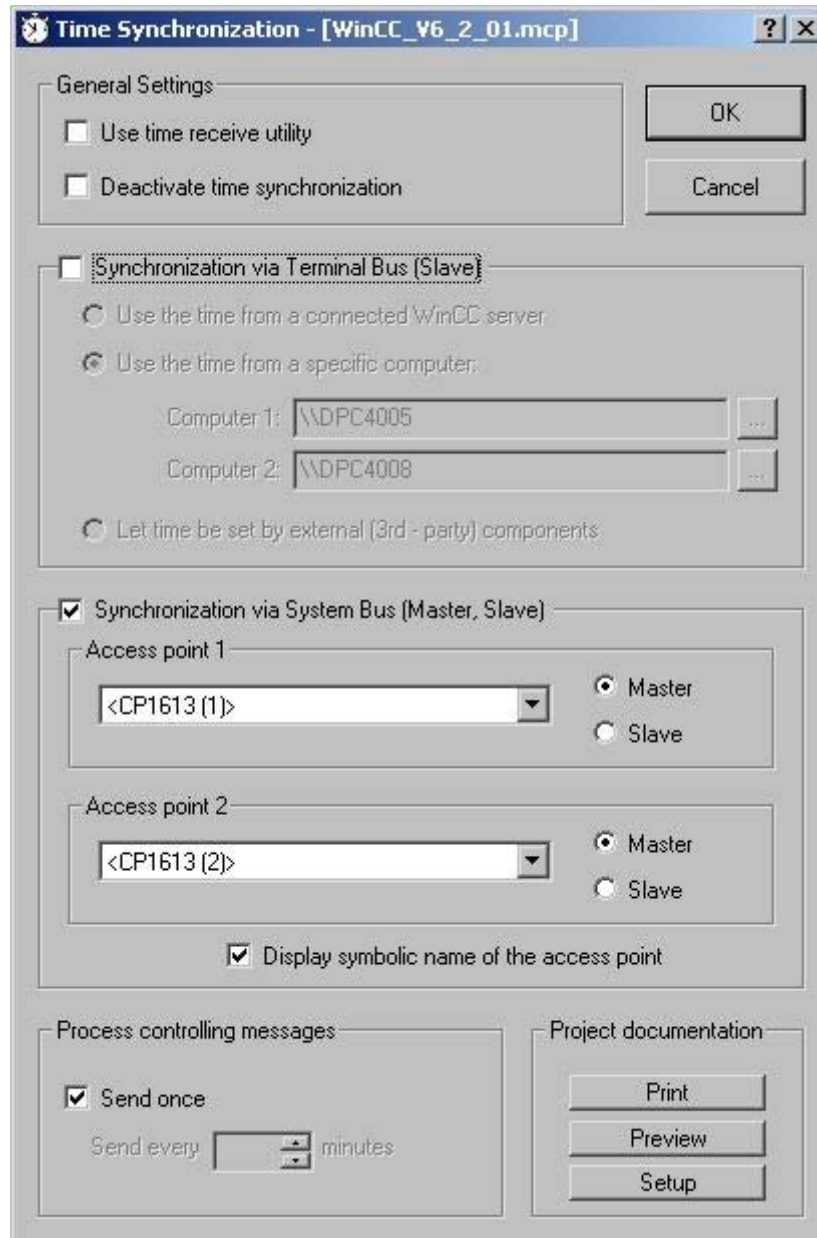 Time Synchronization - [WinCC_V6_2_01.mcp]
General Settings
OK
Use time receive utility
Deactivate time synchronization
Cancel
Synchronization via Terminal Bus (Slave)
Use the time from a connected WinCC server
Use the time from a specific computer:
Computer 1: \\DPC4005 ...
Computer 2: \\DPC4008 ...
Let time be set by external (3rd - party) components
Synchronization via System Bus (Master, Slave)
Access point 1
<CP1613 (1)>
Master
Slave
Access point 2
<CP1613 (2)>
Master
Slave
Display symbolic name of the access point
Process controlling messages
Send once
Send every minutes
Project documentation
Print
Preview
Setup